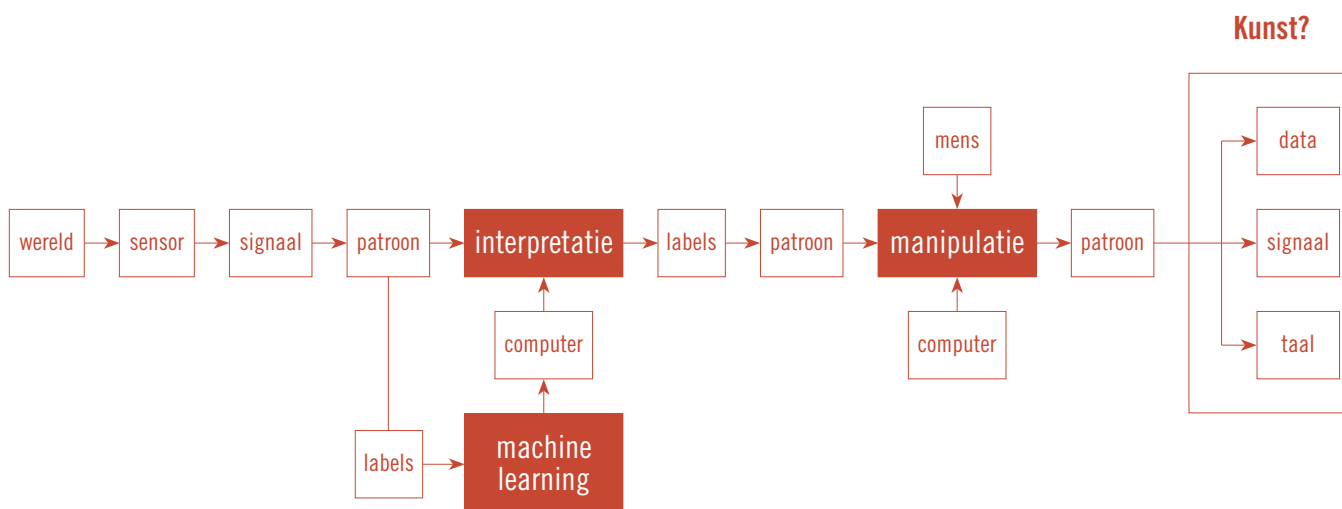 Kunst?
mens
data
wereld
sensor
signaal
patroon
interpretatie
labels
patroon
manipulatie
patroon
signaal
computer
computer
taal
labels
machine
learning